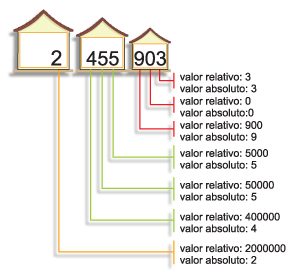 2 455 903
valor relativo: 3
valor absoluto: 3
valor relativo: 0
valor absoluto:0
valor relativo: 900
valor absoluto: 9
valor relativo: 5000
valor absoluto: 5
valor relativo: 50000
valor absoluto: 5
valor relativo: 400000
valor absoluto: 4
valor relativo: 2000000
valor absoluto: 2